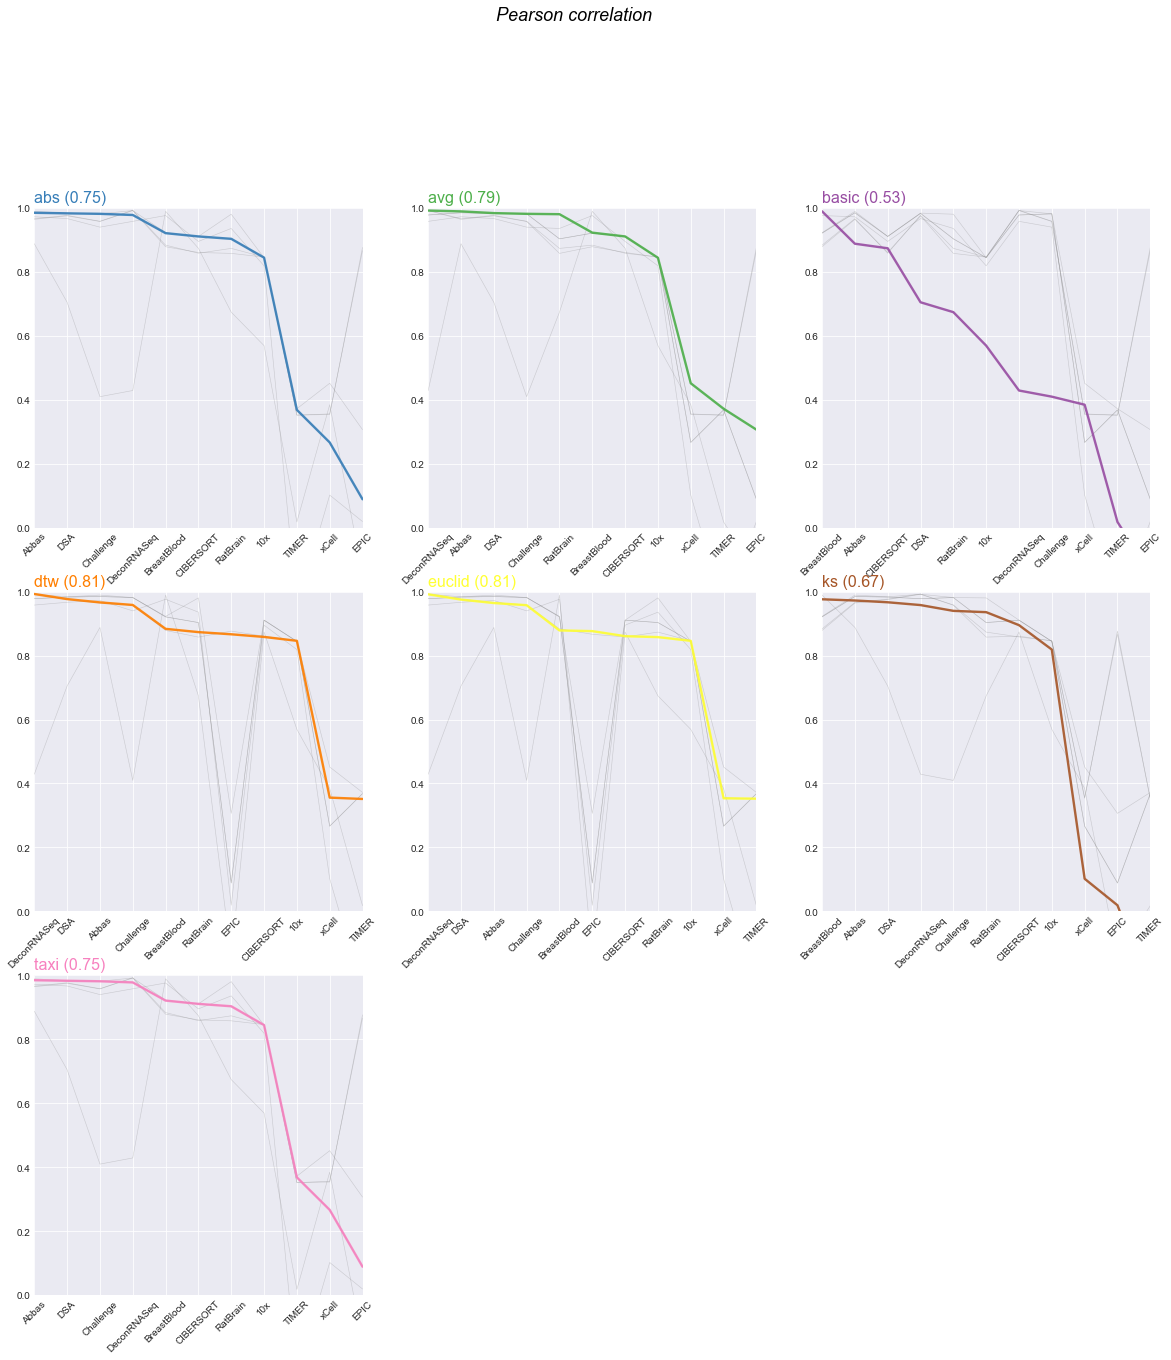 Pearson correlation
abs (0.75)
1.0
0.8
0.6
0.4
0.2
0.0
Abbas
DSA
Challenge
DeconRNASeq
BreastBlood
CIBERSORT
RatBrain
10x
TIMER
xCell
EPIC
avg (0.79)
1.0
0.8
0.6
0.4
0.2
0.0
DeconRNASeq
Abbas
DSA
Challenge
RatBrain
BreastBlood
CIBERSORT
10x
xCell
TIMER
EPIC
basic (0.53)
1.0
0.8
0.6
0.4
0.2
0.0
BreastBlood
Abbas
CIBERSORT
DSA
RatBrain
10x
DeconRNASeq
Challenge
xCell
TIMER
EPIC
dtw (0.81)
1.0
0.8
0.6
0.4
0.2
0.0
DeconRNASeq
DSA
Abbas
Challenge
BreastBlood
RatBrain
EPIC
CIBERSORT
10x
xCell
TIMER
euclid (0.81)
1.0
0.8
0.6
0.4
0.2
0.0
DeconRNASeq
DSA
Abbas
Challenge
BreastBlood
EPIC
CIBERSORT
RatBrain
10x
xCell
TIMER
ks (0.67)
1.0
0.8
0.6
0.4
0.2
0.0
BreastBlood
Abbas
DSA
DeconRNASeq
Challenge
RatBrain
CIBERSORT
10x
xCell
EPIC
TIMER
taxi (0.75)
1.0
0.8
0.6
0.4
0.2
0.0
Abbas
DSA
Challenge
DeconRNASeq
BreastBlood
CIBERSORT
RatBrain
10x
TIMER
xCell
EPIC